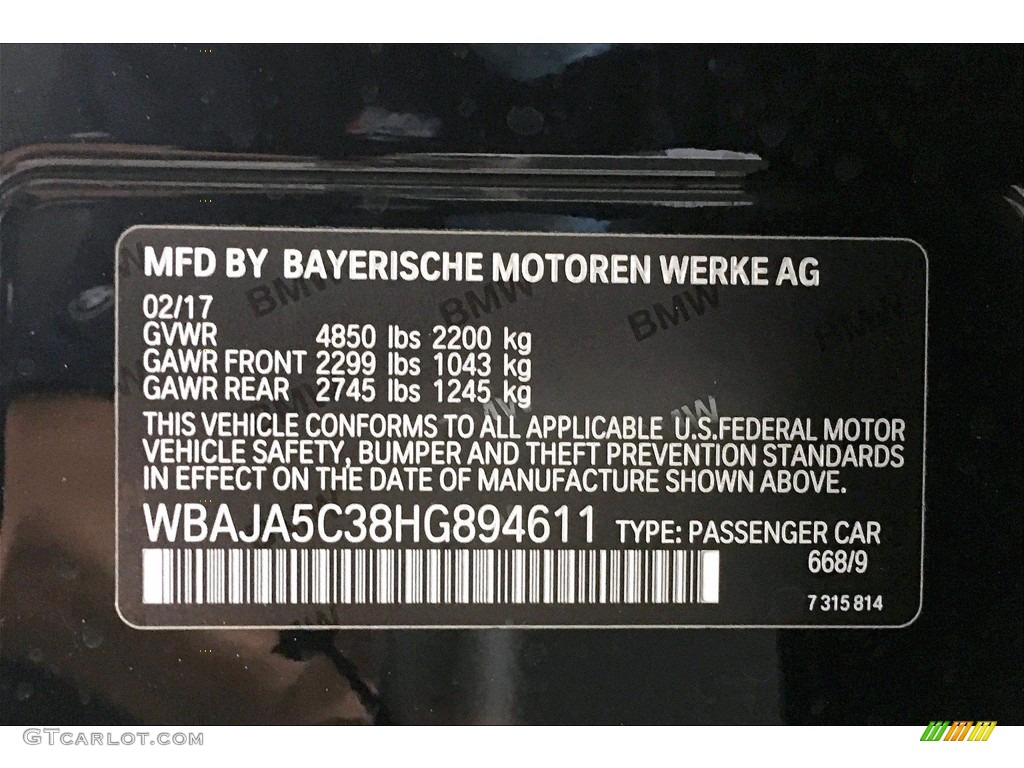 MFD BY BAYERISCHE MOTOREN WERKE AG
02/17
GVWR 4850 lbs 2200 kg
GAWR FRONT 2299 lbs 1043 kg
GAWR REAR 2745 lbs 1245 kg
THIS VEHICLE CONFORMS TO ALL APPLICABLE U.S.FEDERAL MOTOR
VEHICLE SAFETY, BUMPER AND THEFT PREVENTION STANDARDS
IN EFFECT ON THE DATE OF MANUFACTURE SHOWN ABOVE.
WBAJA5C38HG894611 TYPE: PASSENGER CAR
668/9
7 315 814
BMW BMW BMW
GTCARLOT.COM